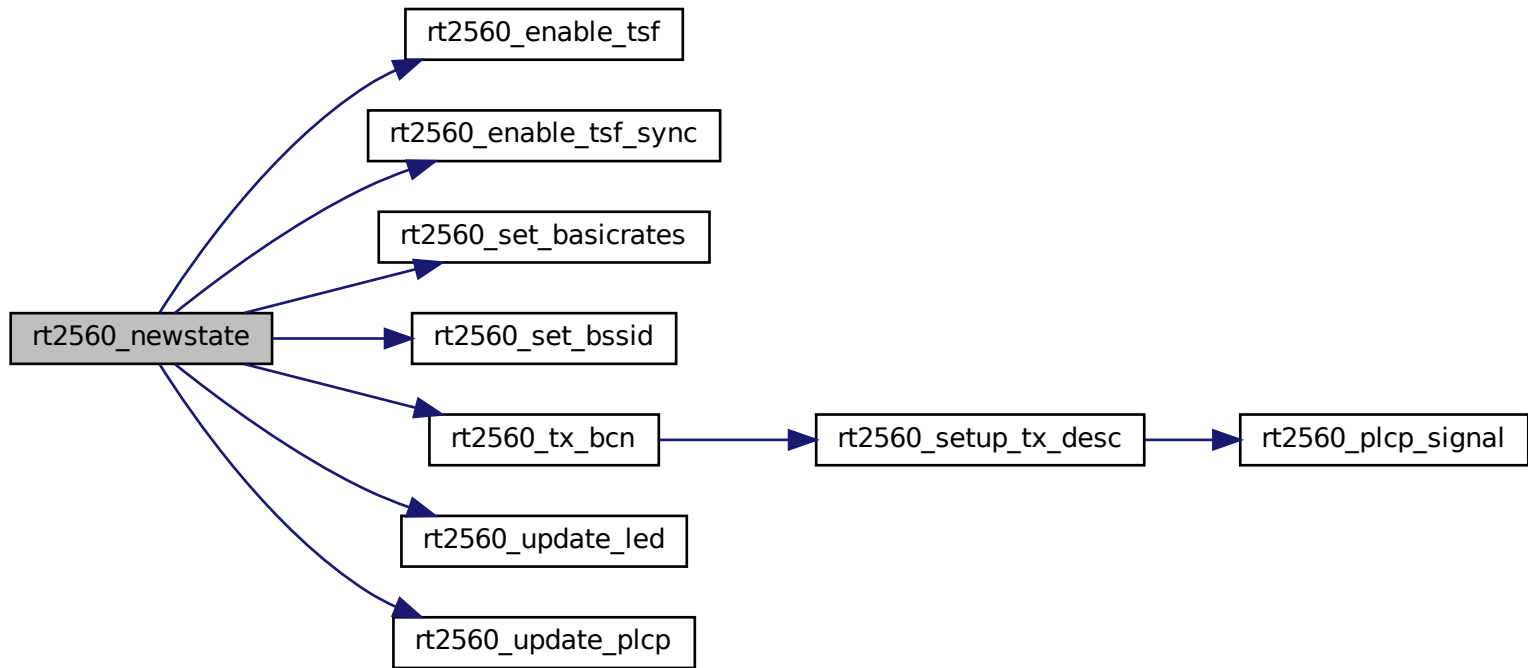 rt2560_enable_tsf
rt2560_enable_tsf_sync
rt2560_set_basicrates
rt2560_newstate
rt2560_set_bssid
rt2560_tx_bcn
rt2560_setup_tx_desc
rt2560_plcp_signal
rt2560_update_led
rt2560_update_plcp